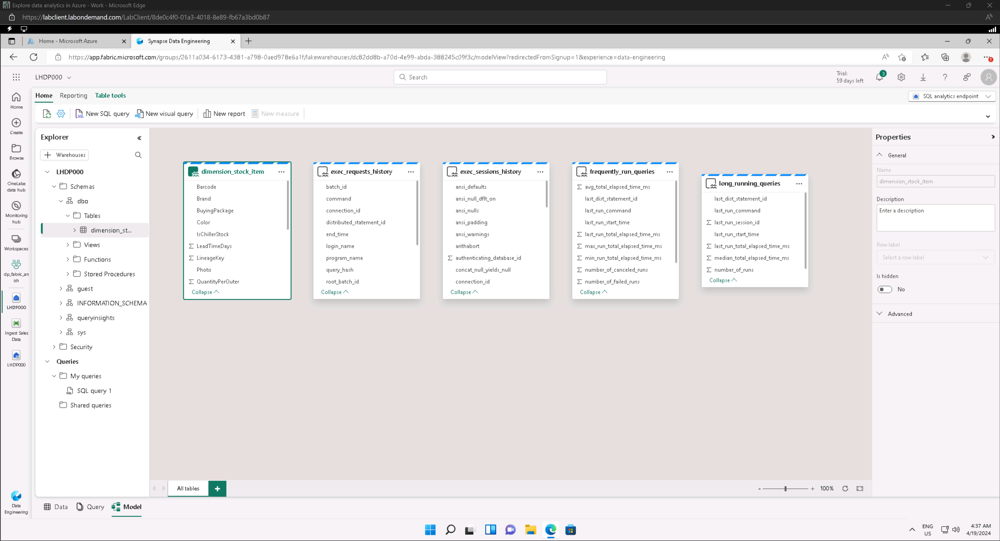 Explore data analytics in Azure - Work - Microsoft Edge
https://labclient.labondemand.com/LabClient/8de0c4f0-01a3-4018-8e89-fb67a3bd0b87
Home - Microsoft Azure
Synapse Data Engineering
https://app.fabric.microsoft.com/groups/2611a034-6173-4381-a798-0aed978e6a1f/lakewarehouses/dc82dd8b-a70d-4e99-abda-388245c09f3c/modelView?redirectedFromSignup=1&experience=data-engineering
LHDP000
Search
Trial:
59 days left
3
Home
Reporting
Table tools
SQL analytics endpoint
New SQL query
New visual query
New report
New measure
Home
Create
Browse
OneLake
data hub
Monitoring
hub
Workspaces
dp_fabric_an
ish
LHDP000
Ingest Sales
Data
LHDP000
Data
Engineering
Explorer
Warehouses
LHDP000
Schemas
dbo
Tables
dimension_st...
Views
Functions
Stored Procedures
guest
INFORMATION_SCHEMA
queryinsights
sys
Security
Queries
My queries
SQL query 1
Shared queries
dimension_stock_item
Barcode
Brand
BuyingPackage
Color
IsChillerStock
LeadTimeDays
LineageKey
Photo
QuantityPerOuter
Collapse
exec_requests_history
batch_id
command
connection_id
distributed_statement_id
end_time
login_name
program_name
query_hash
root_batch_id
Collapse
exec_sessions_history
ansi_defaults
ansi_null_dflt_on
ansi_nulls
ansi_padding
ansi_warnings
arithabort
authenticating_database_id
concat_null_yields_null
connection_id
Collapse
frequently_run_queries
avg_total_elapsed_time_ms
last_dist_statement_id
last_run_command
last_run_start_time
last_run_total_elapsed_time_ms
max_run_total_elapsed_time_ms
min_run_total_elapsed_time_ms
number_of_canceled_runs
number_of_failed_runs
Collapse
long_running_queries
last_dist_statement_id
last_run_command
last_run_session_id
last_run_start_time
last_run_total_elapsed_time_ms
median_total_elapsed_time_ms
number_of_runs
Collapse
Properties
General
Name
dimension_stock_item
Description
Enter a description
Row label
Select a row label
Is hidden
No
Advanced
All tables
100%
Data
Query
Model
ENG
US
4:37 AM
4/19/2024